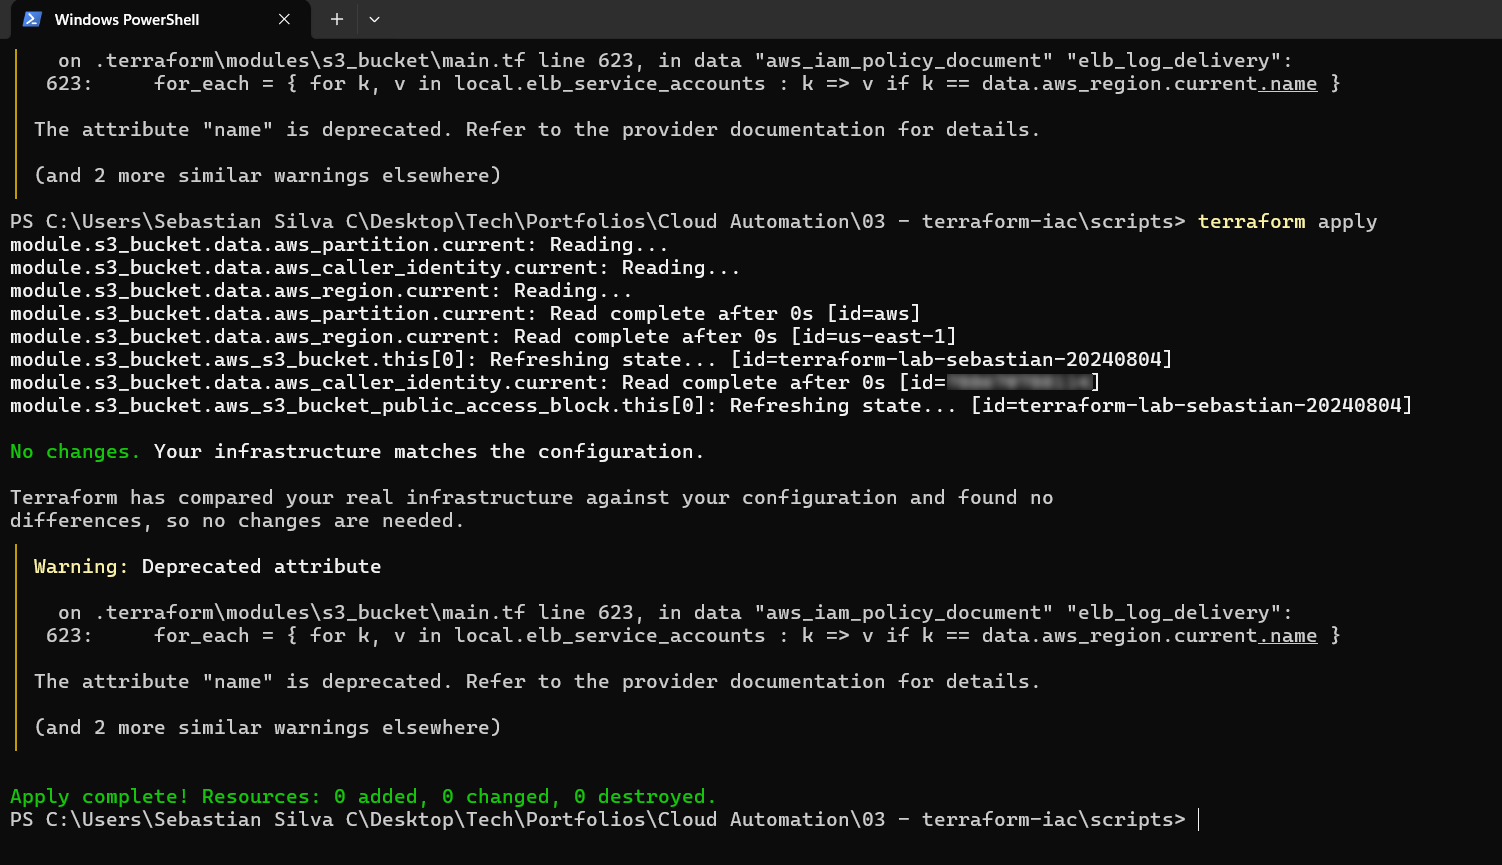 Windows PowerShell
on .terraform\modules\s3_bucket\main.tf line 623, in data "aws_iam_policy_document" "elb_log_delivery":
623:     for_each = { for k, v in local.elb_service_accounts : k => v if k == data.aws_region.current.name }
The attribute "name" is deprecated. Refer to the provider documentation for details.
(and 2 more similar warnings elsewhere)
PS C:\Users\Sebastian Silva C\Desktop\Tech\Portfolios\Cloud Automation\03 - terraform-iac\scripts> terraform apply
module.s3_bucket.data.aws_partition.current: Reading...
module.s3_bucket.data.aws_caller_identity.current: Reading...
module.s3_bucket.data.aws_region.current: Reading...
module.s3_bucket.data.aws_partition.current: Read complete after 0s [id=aws]
module.s3_bucket.data.aws_region.current: Read complete after 0s [id=us-east-1]
module.s3_bucket.aws_s3_bucket.this[0]: Refreshing state... [id=terraform-lab-sebastian-20240804]
module.s3_bucket.data.aws_caller_identity.current: Read complete after 0s [id=]
module.s3_bucket.aws_s3_bucket_public_access_block.this[0]: Refreshing state... [id=terraform-lab-sebastian-20240804]
No changes. Your infrastructure matches the configuration.
Terraform has compared your real infrastructure against your configuration and found no
differences, so no changes are needed.
Warning: Deprecated attribute
on .terraform\modules\s3_bucket\main.tf line 623, in data "aws_iam_policy_document" "elb_log_delivery":
623:     for_each = { for k, v in local.elb_service_accounts : k => v if k == data.aws_region.current.name }
The attribute "name" is deprecated. Refer to the provider documentation for details.
(and 2 more similar warnings elsewhere)
Apply complete! Resources: 0 added, 0 changed, 0 destroyed.
PS C:\Users\Sebastian Silva C\Desktop\Tech\Portfolios\Cloud Automation\03 - terraform-iac\scripts>